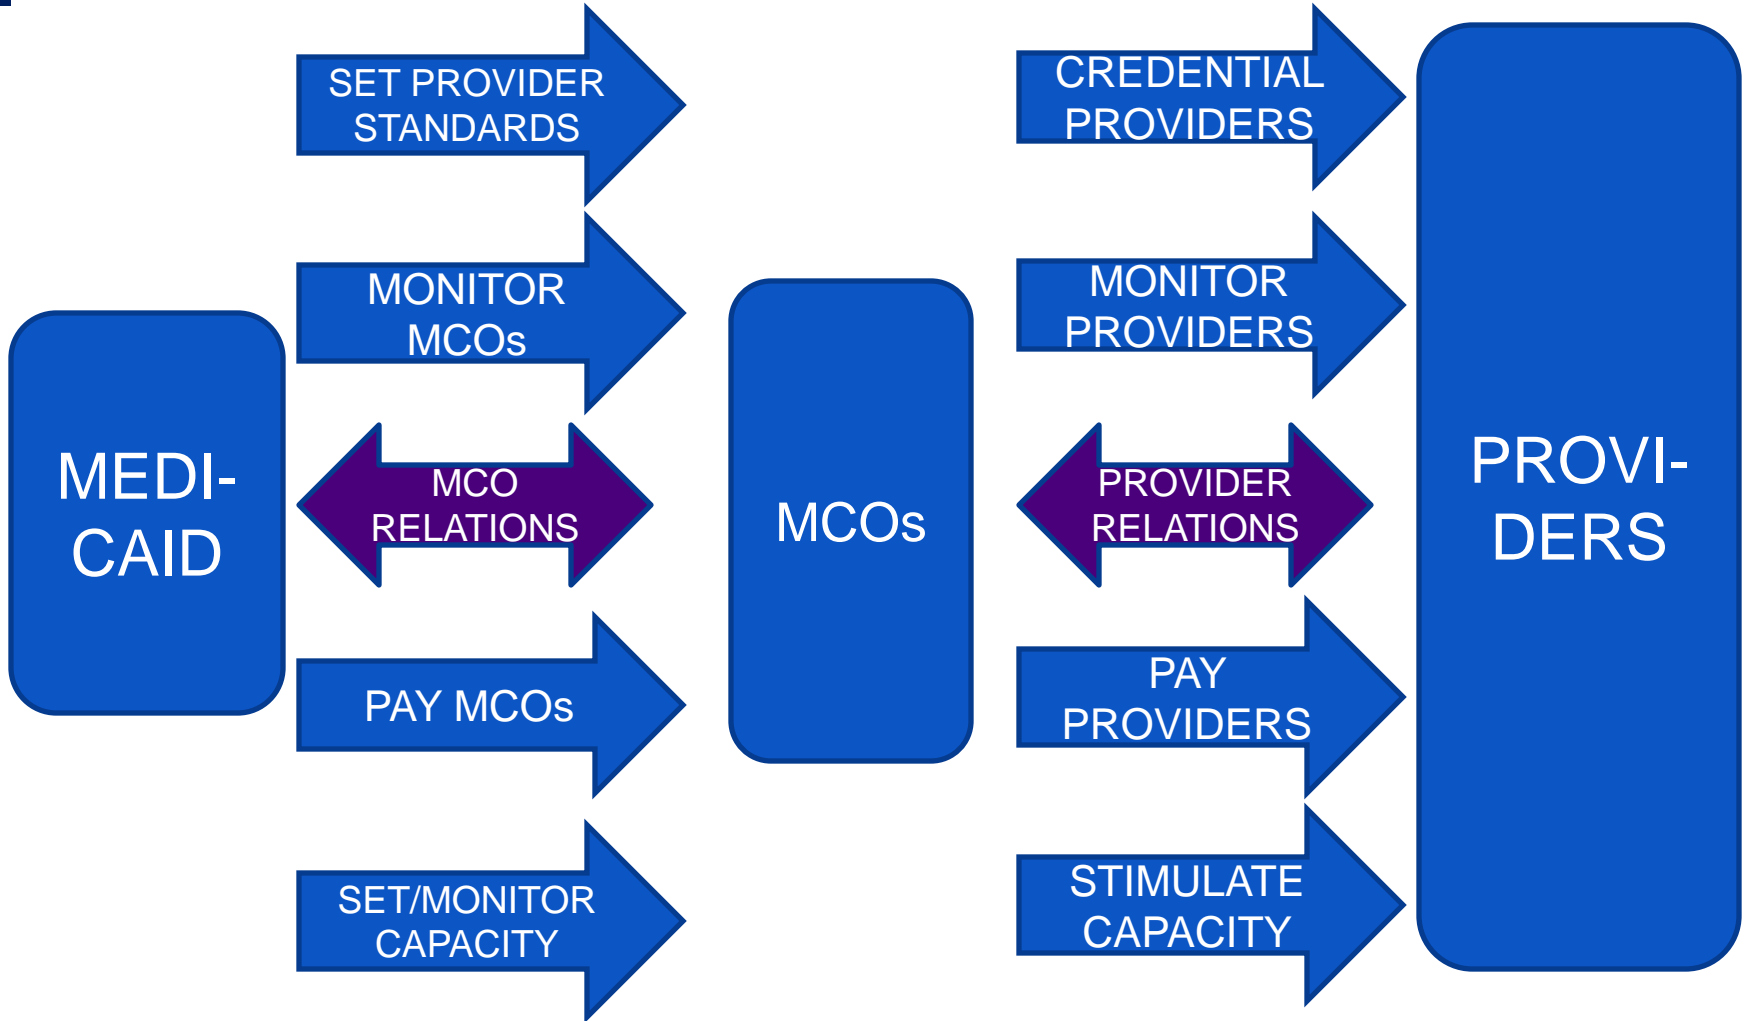 SET PROVIDER
STANDARDS
CREDENTIAL
PROVIDERS
MONITOR
MCOs
MONITOR
PROVIDERS
MEDI-
CAID
MCO
RELATIONS
MCOs
PROVIDER
RELATIONS
PROVI-
DERS
PAY MCOs
PAY
PROVIDERS
SET/MONITOR
CAPACITY
STIMULATE
CAPACITY